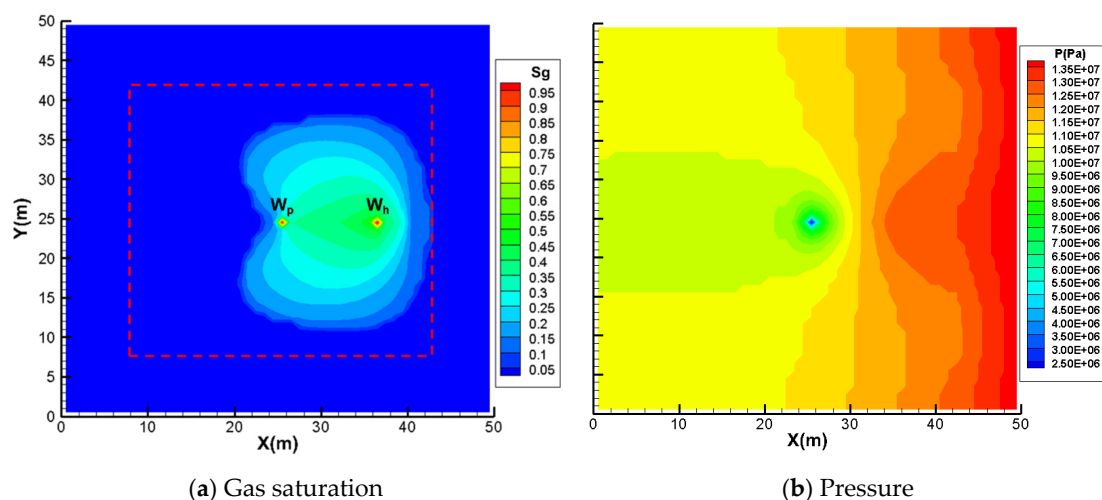 Y(m)
50
45
40
35
30
25
20
15
10
5
0
0
10
20
30
40
50
X(m)
W_p
W_h
Sg
0.95
0.9
0.8
0.75
0.65
0.6
0.55
0.5
0.45
0.4
0.35
0.3
0.25
0.2
0.15
0.1
0.05
(a) Gas saturation
0
10
20
30
40
50
X(m)
P(Pa)
1.35E+07
1.30E+07
1.25E+07
1.20E+07
1.15E+07
1.10E+07
1.05E+07
1.00E+07
9.50E+06
9.00E+06
8.50E+06
8.00E+06
7.50E+06
7.00E+06
6.50E+06
6.00E+06
5.50E+06
5.00E+06
4.50E+06
4.00E+06
3.50E+06
3.00E+06
2.50E+06
(b) Pressure